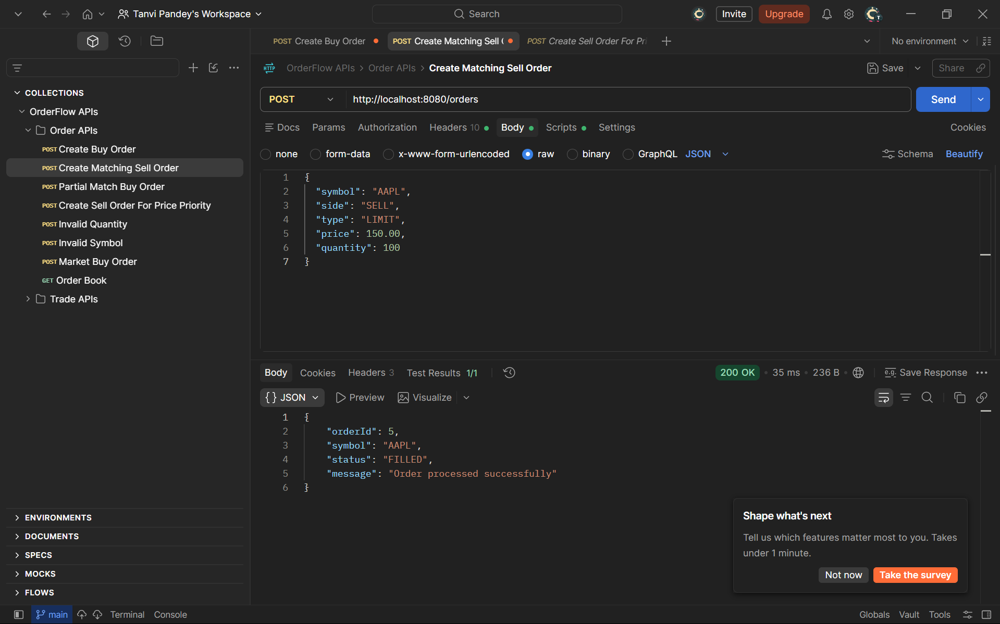 Tanvi Pandey's Workspace
Search
Invite
Upgrade
POST Create Buy Order
POST Create Matching Sell
POST Create Sell Order For Pri
No environment
HTTP OrderFlow APIs > Order APIs > Create Matching Sell Order
Save
Share
COLLECTIONS
OrderFlow APIs
Order APIs
POST Create Buy Order
POST Create Matching Sell Order
POST Partial Match Buy Order
POST Create Sell Order For Price Priority
POST Invalid Quantity
POST Invalid Symbol
POST Market Buy Order
GET Order Book
Trade APIs
ENVIRONMENTS
DOCUMENTS
SPECS
MOCKS
FLOWS
POST
http://localhost:8080/orders
Send
Docs Params Authorization Headers 10 Body Scripts Settings Cookies
none form-data x-www-form-urlencoded raw binary GraphQL JSON Schema Beautify
1 {
2 "symbol": "AAPL",
3 "side": "SELL",
4 "type": "LIMIT",
5 "price": 150.00,
6 "quantity": 100
7 }
Body Cookies Headers 3 Test Results 1/1
200 OK • 35 ms • 236 B • e.g. Save Response
{} JSON Preview Visualize
1 {
2 "orderId": 5,
3 "symbol": "AAPL",
4 "status": "FILLED",
5 "message": "Order processed successfully"
6 }
Shape what's next
Tell us which features matter most to you. Takes
under 1 minute.
Not now
Take the survey
main Terminal Console
Globals Vault Tools